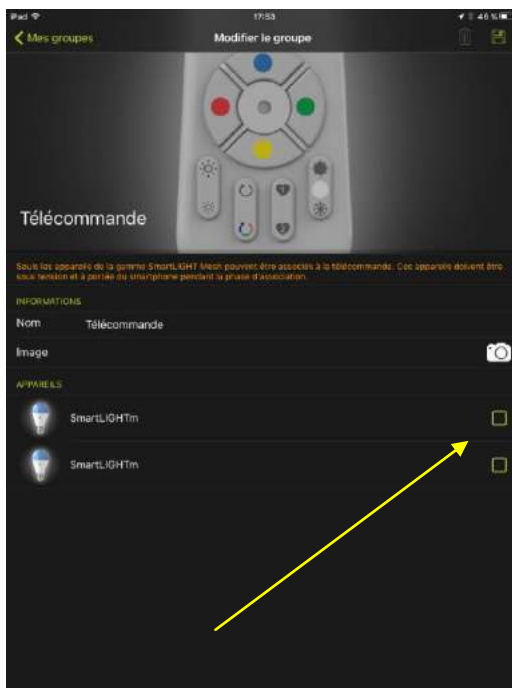 iPad 17:53 46 %
Mes groupes Modifier le groupe
Télécommande
Seuls les appareils de la gamme SmartLIGHT Mesh peuvent être associés à la télécommande. Ces appareils doivent être
sous tension et à portée du smartphone pendant la phase d'association.
INFORMATIONS
Nom Télécommande
Image
APPAREILS
SmartLIGHTm
SmartLIGHTm